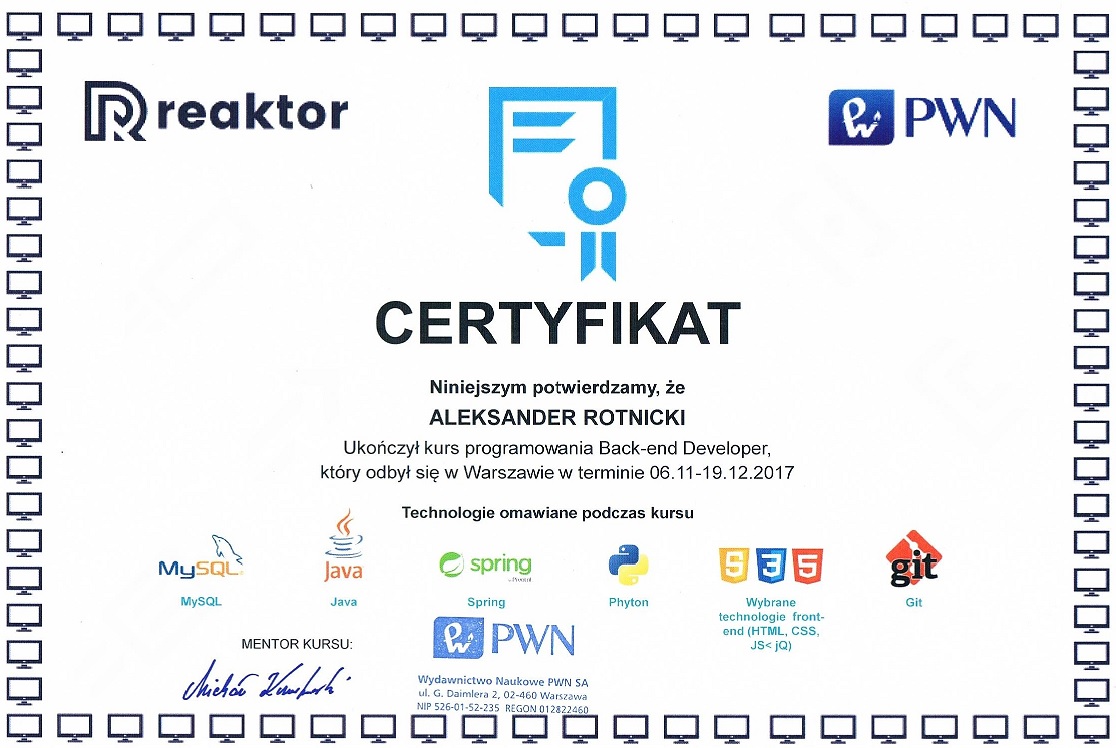 reaktor
PWN
CERTYFIKAT
Niniejszym potwierdzamy, że
ALEKSANDER ROTNICKI
Ukończył kurs programowania Back-end Developer,
który odbył się w Warszawie w terminie 06.11-19.12.2017
Technologie omawiane podczas kursu
MySQL
Java
spring
by Pivotal
5 3 5
git
MySQL
Java
Spring
Phyton
Wybrane
technologie front-
end (HTML, CSS,
JS< jQ)
Git
MENTOR KURSU:
PWN
Wydawnictwo Naukowe PWN SA
ul. G. Daimlera 2, 02-460 Warszawa
NIP 526-01-52-235 REGON 012822460